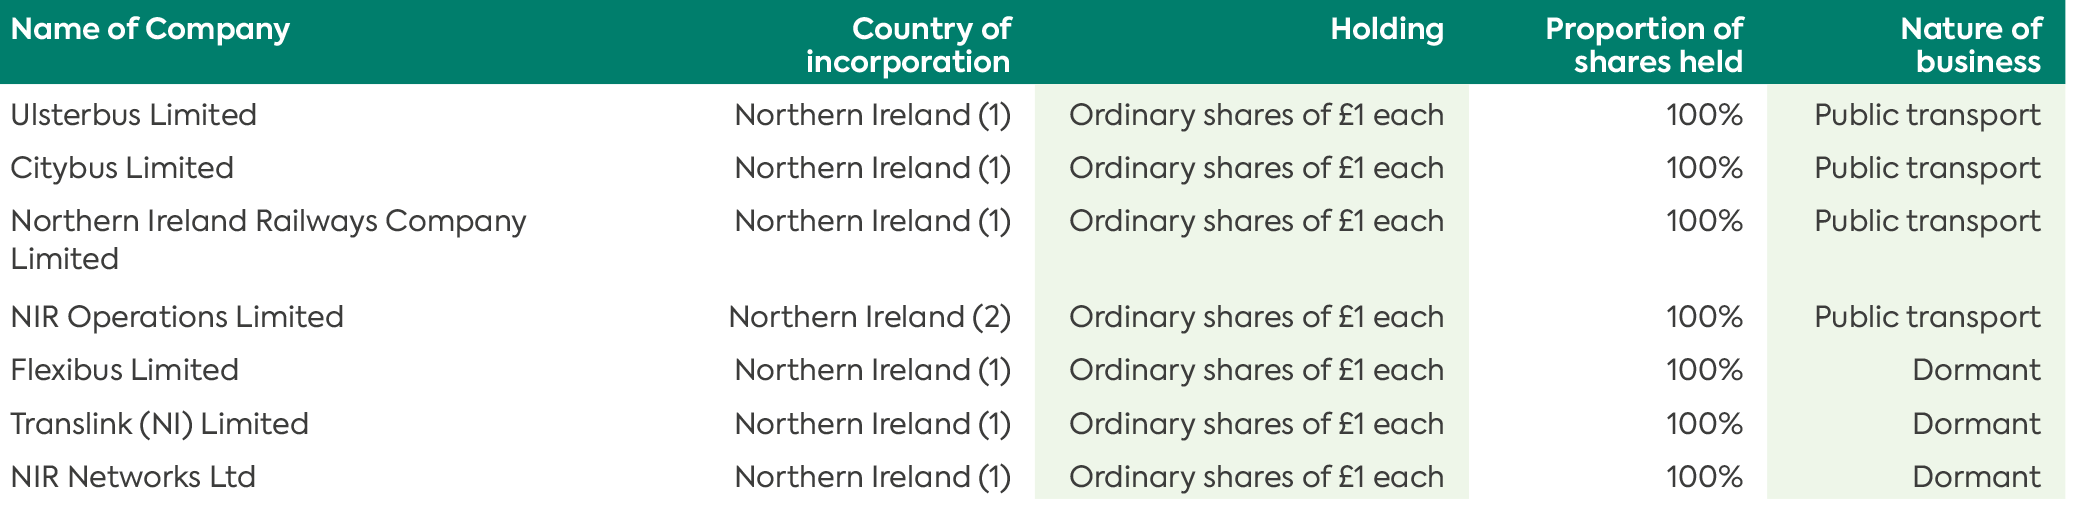 Name of Company Country of Holding Proportion of Nature of
incorporation shares held business
Ulsterbus Limited Northern Ireland (1) Ordinary shares of £1 each 100% Public transport
Citybus Limited Northern Ireland (1) Ordinary shares of £1 each 100% Public transport
Northern Ireland Railways Company Northern Ireland (1) Ordinary shares of £1 each 100% Public transport
Limited
NIR Operations Limited Northern Ireland (2) Ordinary shares of £1 each 100% Public transport
Flexibus Limited Northern Ireland (1) Ordinary shares of £1 each 100% Dormant
Translink (NI) Limited Northern Ireland (1) Ordinary shares of £1 each 100% Dormant
NIR Networks Ltd Northern Ireland (1) Ordinary shares of £1 each 100% Dormant